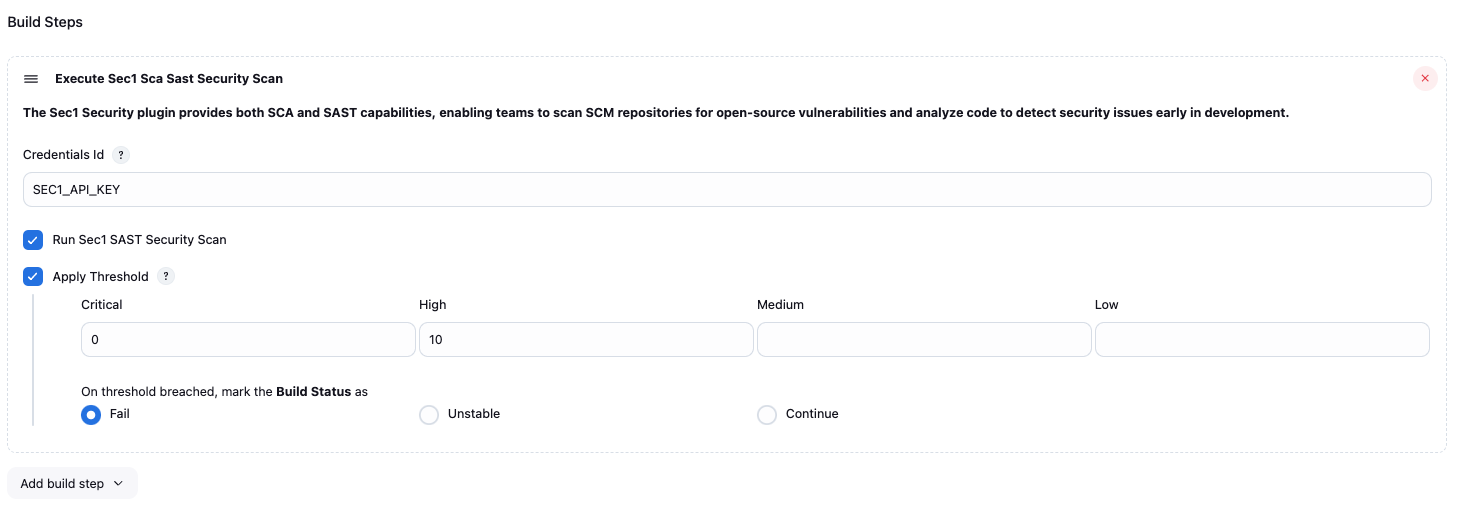 Build Steps
Execute Sec1 Sca Sast Security Scan
The Sec1 Security plugin provides both SCA and SAST capabilities, enabling teams to scan SCM repositories for open-source vulnerabilities and analyze code to detect security issues early in development.
Credentials Id ?
SEC1_API_KEY
Run Sec1 SAST Security Scan
Apply Threshold ?
Critical High Medium Low
0 10
On threshold breached, mark the Build Status as
Fail Unstable Continue
Add build step